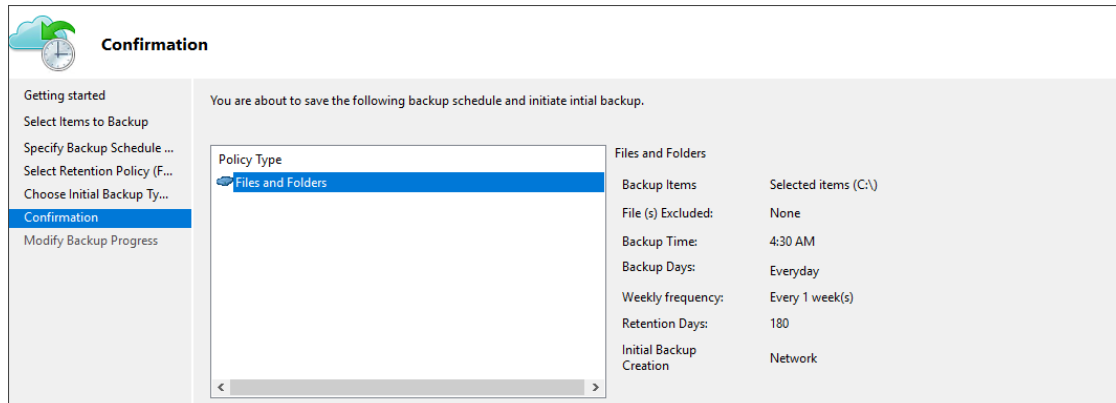 Confirmation
Getting started
Select Items to Backup
Specify Backup Schedule ...
Select Retention Policy (F...
Choose Initial Backup Ty...
Confirmation
Modify Backup Progress
You are about to save the following backup schedule and initiate intial backup.
Policy Type
Files and Folders
Files and Folders
Backup Items Selected items (C:\)
File (s) Excluded: None
Backup Time: 4:30 AM
Backup Days: Everyday
Weekly frequency: Every 1 week(s)
Retention Days: 180
Initial Backup
Creation Network